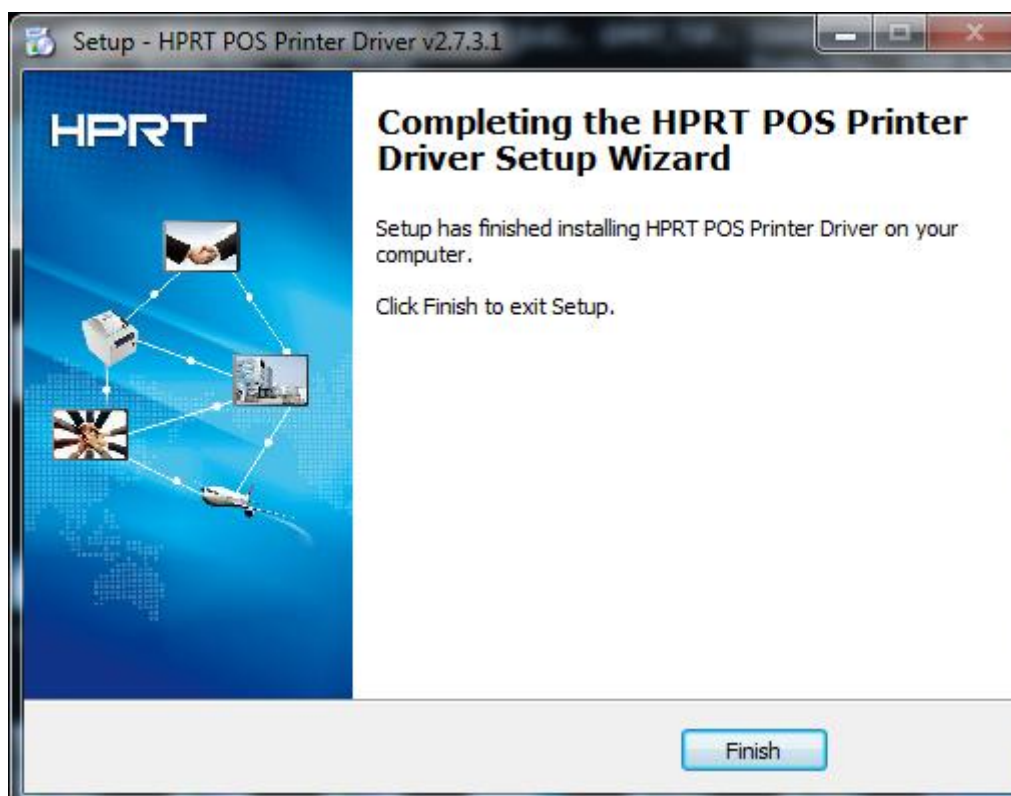 Setup - HPRT POS Printer Driver v2.7.3.1
HPRT
Completing the HPRT POS Printer
Driver Setup Wizard
Setup has finished installing HPRT POS Printer Driver on your
computer.
Click Finish to exit Setup.
Finish